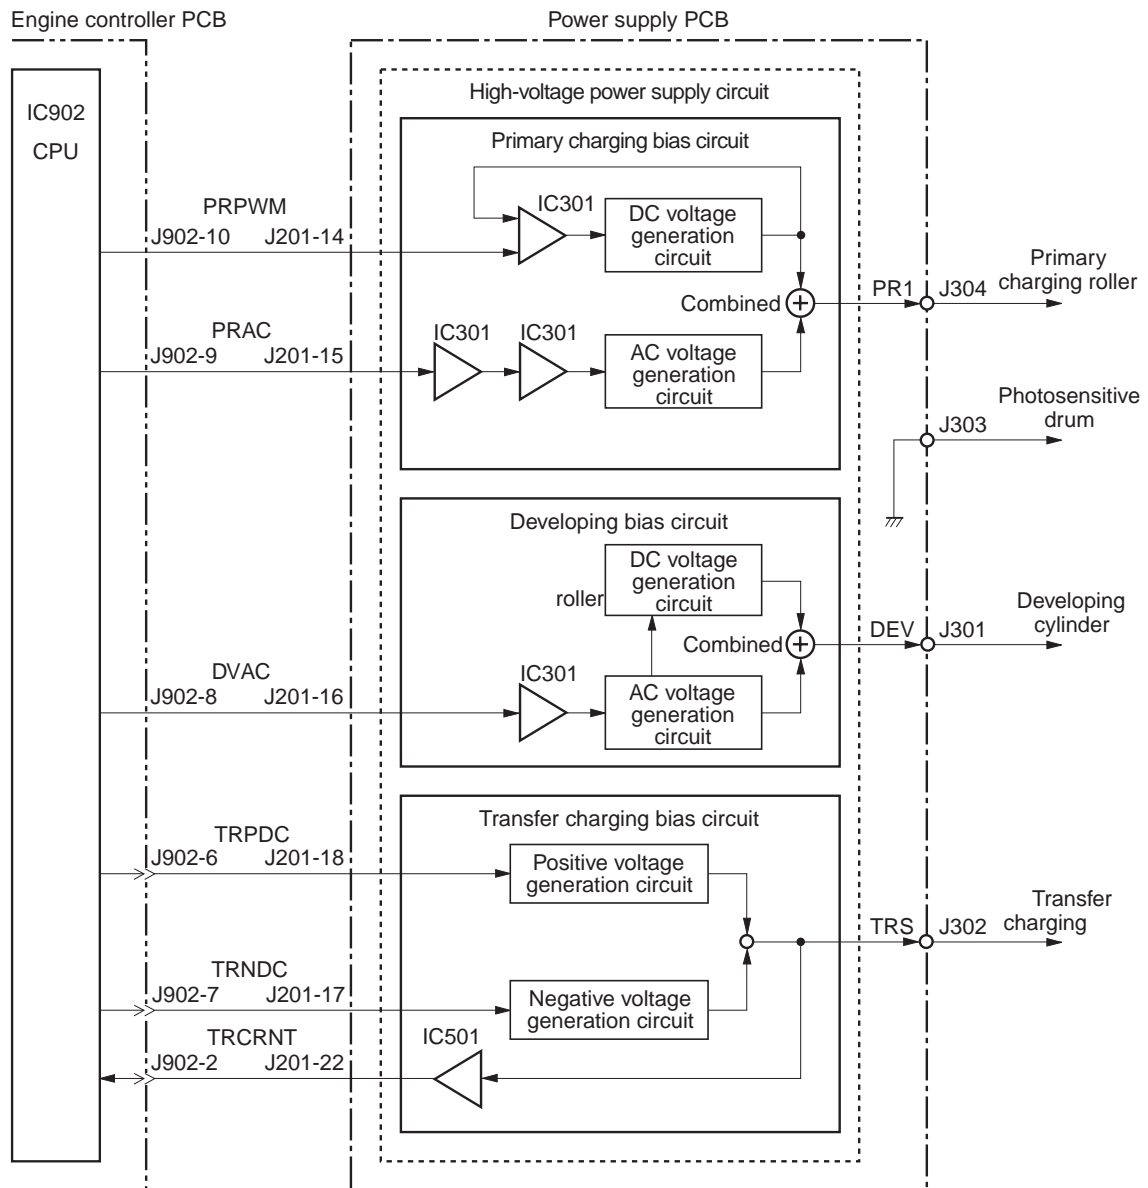 Engine controller PCB
Power supply PCB
High-voltage power supply circuit
IC902
CPU
Primary charging bias circuit
PRPWM
J902-10 J201-14
IC301
DC voltage
generation
circuit
Combined
PR1
J304
Primary
charging roller
PRAC
J902-9 J201-15
IC301
IC301
AC voltage
generation
circuit
Photosensitive
drum
J303
Developing bias circuit
DC voltage
generation
circuit
roller
Combined
DEV
J301
Developing
cylinder
DVAC
J902-8 J201-16
IC301
AC voltage
generation
circuit
Transfer charging bias circuit
TRPDC
J902-6 J201-18
Positive voltage
generation circuit
TRS
J302
Transfer
charging
TRNDC
J902-7 J201-17
Negative voltage
generation circuit
TRCRNT
J902-2 J201-22
IC501